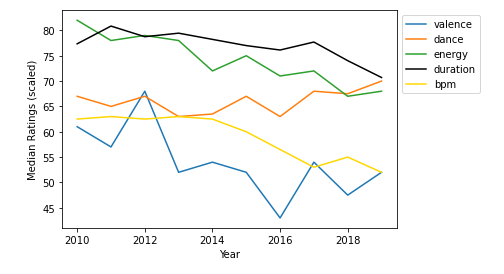 Median Ratings (scaled)
80
75
70
65
60
55
50
45
2010
2012
2014
2016
2018
Year
valence
dance
energy
duration
bpm